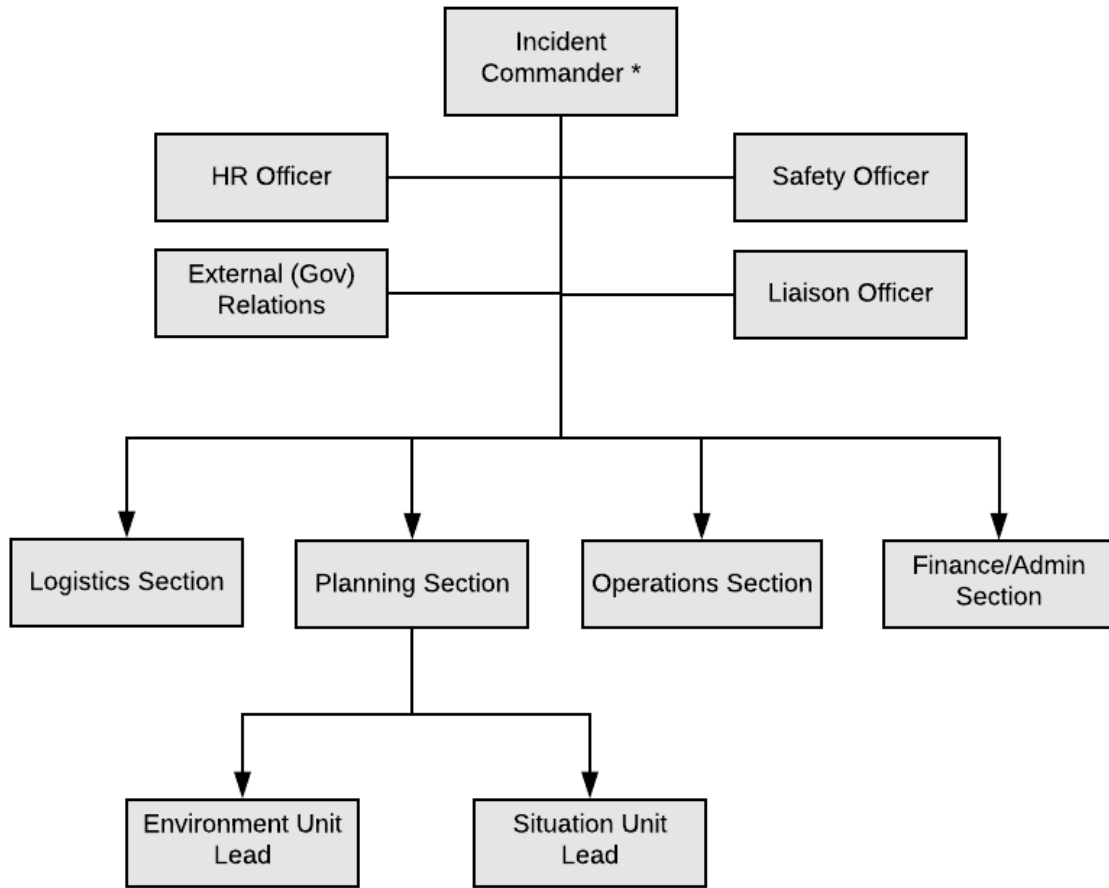 Incident
Commander *
HR Officer
Safety Officer
External (Gov)
Relations
Liaison Officer
Logistics Section
Planning Section
Operations Section
Finance/Admin
Section
Environment Unit
Lead
Situation Unit
Lead